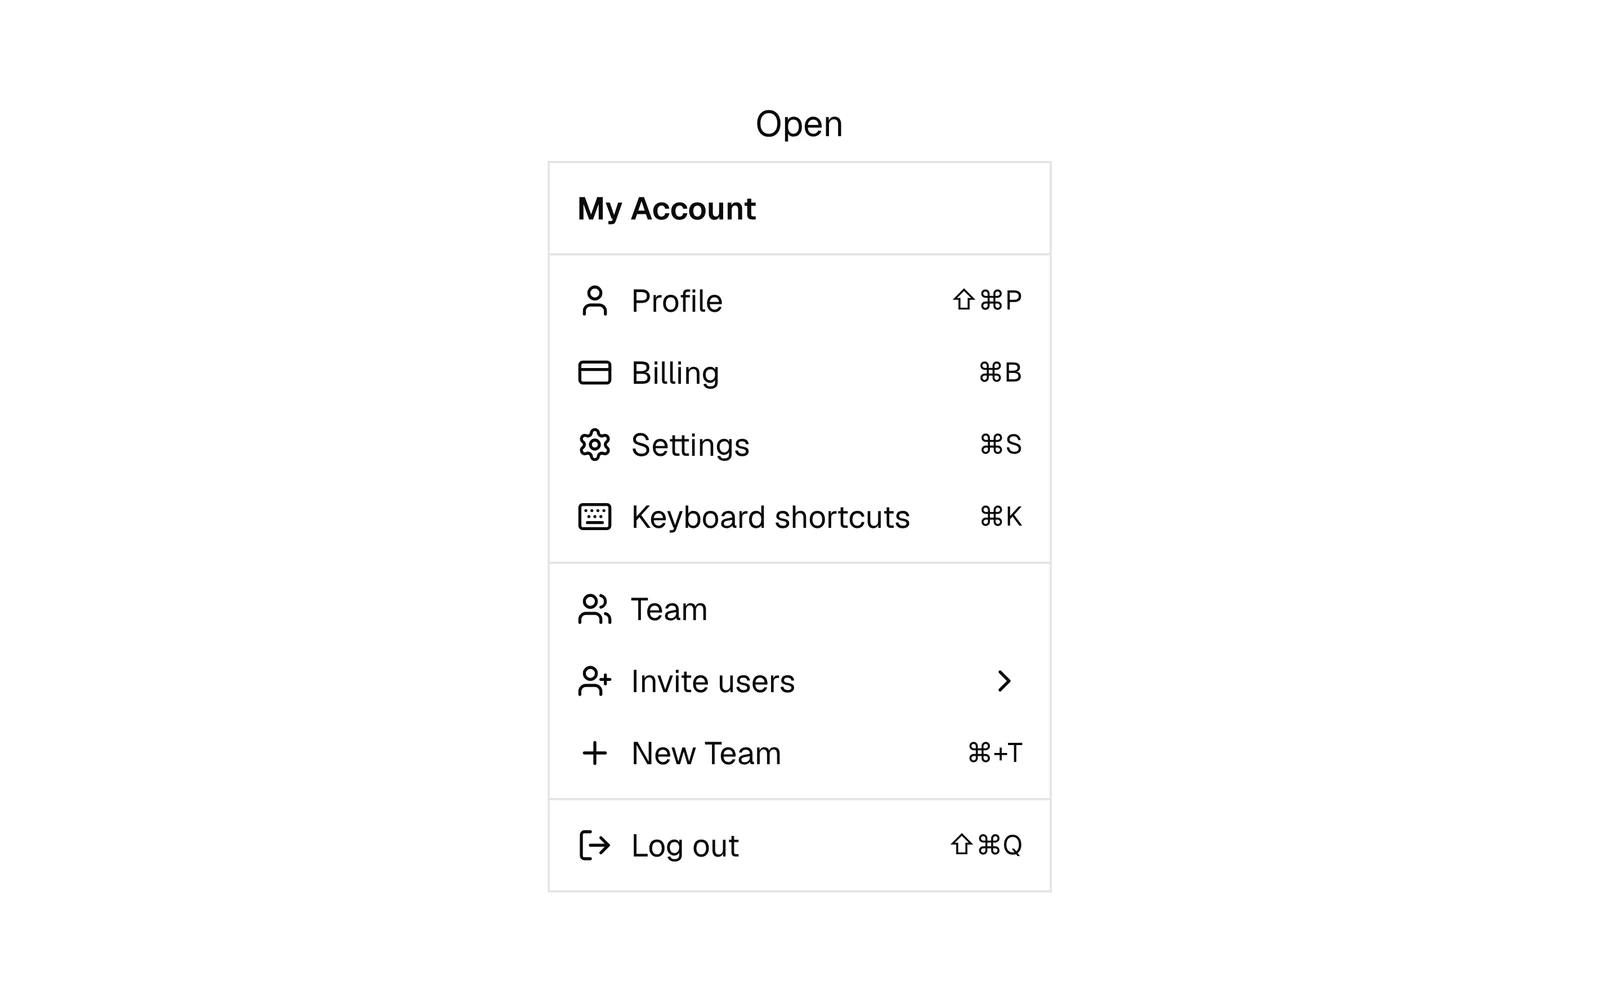 Open
My Account
Profile ⇧⌘P
Billing ⌘B
Settings ⌘S
Keyboard shortcuts ⌘K
Team
Invite users
New Team ⌘+T
Log out ⇧⌘Q